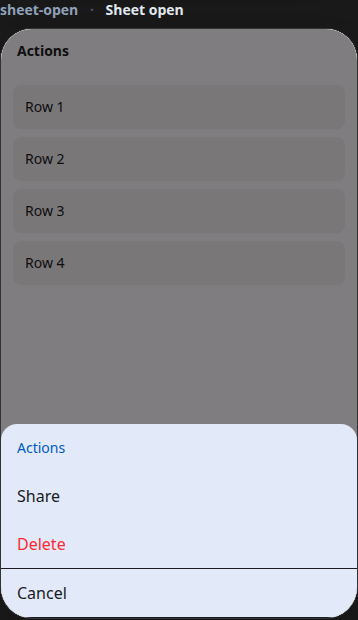 sheet-open · Sheet open
Actions
Row 1
Row 2
Row 3
Row 4
Actions
Share
Delete
Cancel